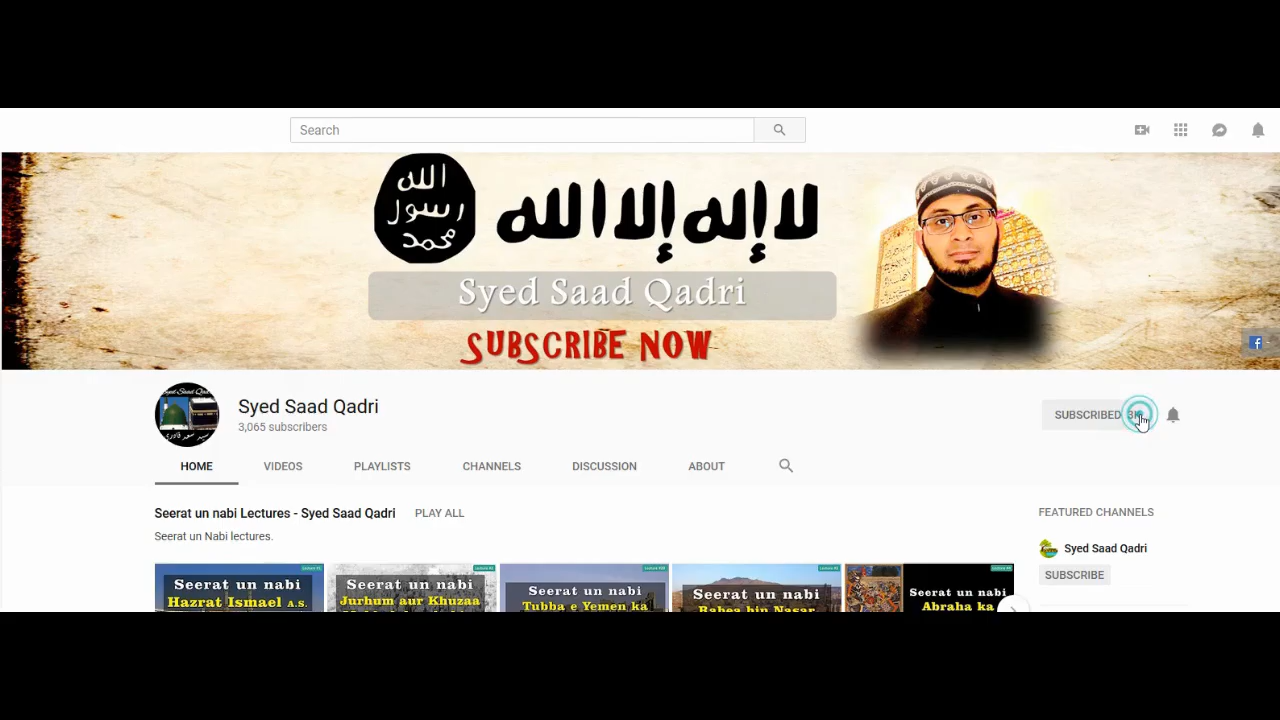 Search
الله
رسول
محمد
لا إله إلا الله
Syed Saad Qadri
SUBSCRIBE NOW
Syed Saad Qadri
3,065 subscribers
SUBSCRIBED
HOME VIDEOS PLAYLISTS CHANNELS DISCUSSION ABOUT
Seerat un nabi Lectures - Syed Saad Qadri PLAY ALL
Seerat un Nabi lectures.
FEATURED CHANNELS
Syed Saad Qadri
SUBSCRIBE
Seerat un nabi
Hazrat Ismael A.S.
Seerat un nabi
Jurhum aur Khuzaa
Seerat un nabi
Tubba e Yemen ka
Seerat un nabi
Rabea bin Nasar
Seerat un nabi
Abraha ka